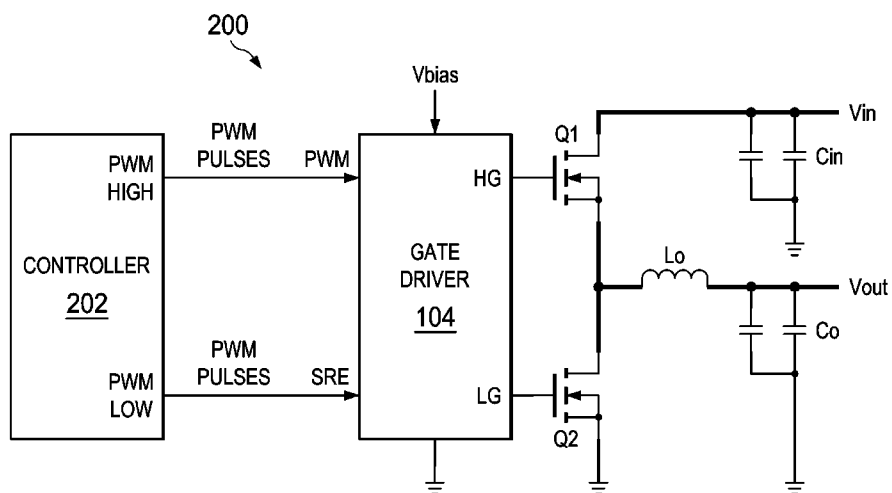 200
Vbias
PWM
PULSES
PWM
PWM
HIGH
HG
Q1
Vin
Cin
CONTROLLER
202
GATE
DRIVER
104
Lo
Vout
Co
PWM
PULSES
SRE
PWM
LOW
LG
Q2